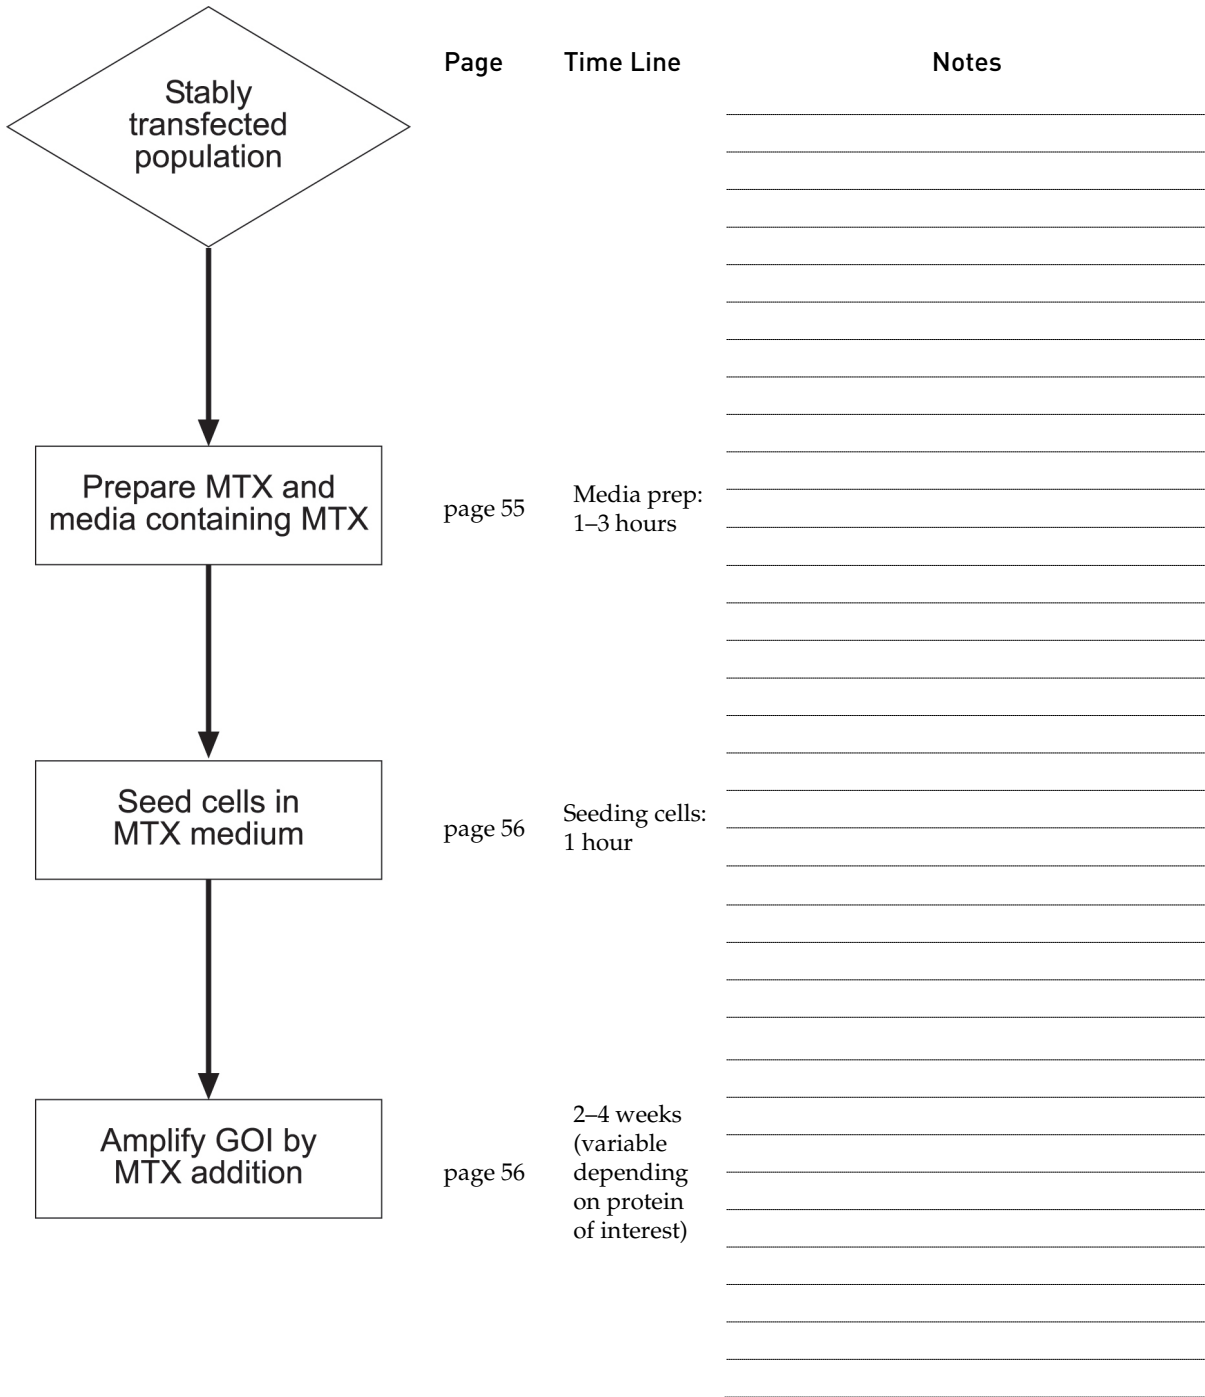 Page Time Line Notes
Stably
transfected
population
Prepare MTX and
media containing MTX
page 55
Media prep:
1–3 hours
Seed cells in
MTX medium
page 56
Seeding cells:
1 hour
Amplify GOI by
MTX addition
page 56
2–4 weeks
(variable
depending
on protein
of interest)